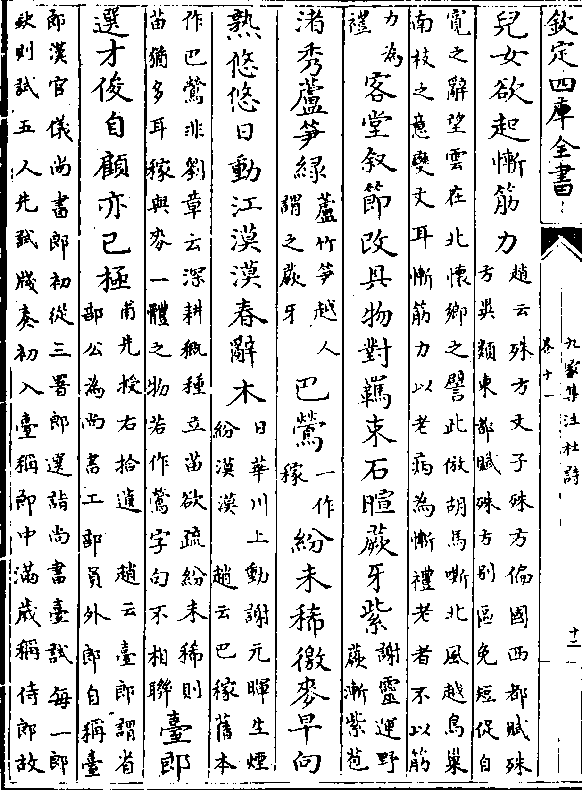 欽定四庫全書
九家集注杜詩
卷十一
十二
兒女欲起慚筋力
趙云殊方丈子殊方偏國西都賦殊
方異類東都賦殊方别區免短促自
寛之辭望雲在北懷鄉之譬此倣胡馬嘶北風越鳥巢
南枝之意變丈耳慚筋力以老病為慚禮老者不以筋
力為
禮
客堂叙節改具物對羈束石暄蕨牙紫
謝靈運野
蕨漸紫苞
渚秀蘆笋緑
蘆竹笋越人
謂之蕨牙
巴鶯
一作
稼
紛未稀徼麥早向
熟悠悠日動江漠漠春辭木
日華川上動謝元暉生煙
紛漠漠 趙云巴稼舊本
作巴鶯非劉章云深耕穊種立苗欲疏紛未稀則
苗猶多耳稼與麥一體之物若作鶯字句不相聯
臺郎
選才俊自顧亦已極
甫先授右拾遺 趙云臺郎謂省
部公為尚書工部員外郎自稱臺
郎漢官儀尚書郎初從三署郎選詣尚書臺試每一郎
缺則試五人先試牋奏初入臺稱郎中滿歲稱侍郎故